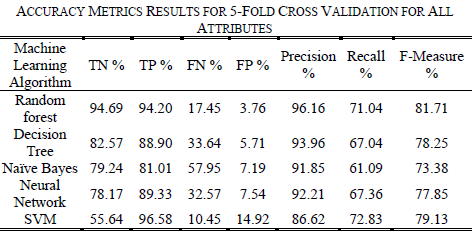 ACCURACY METRICS RESULTS FOR 5-FOLD CROSS VALIDATION FOR ALL
ATTRIBUTES
Machine Learning Algorithm TN % TP % FN % FP % Precision % Recall % F-Measure %
Random forest 94.69 94.20 17.45 3.76 96.16 71.04 81.71
Decision Tree 82.57 88.90 33.64 5.71 93.96 67.04 78.25
Naïve Bayes 79.24 81.01 57.95 7.19 91.85 61.09 73.38
Neural Network 78.17 89.33 32.57 7.54 92.21 67.36 77.85
SVM 55.64 96.58 10.45 14.92 86.62 72.83 79.13